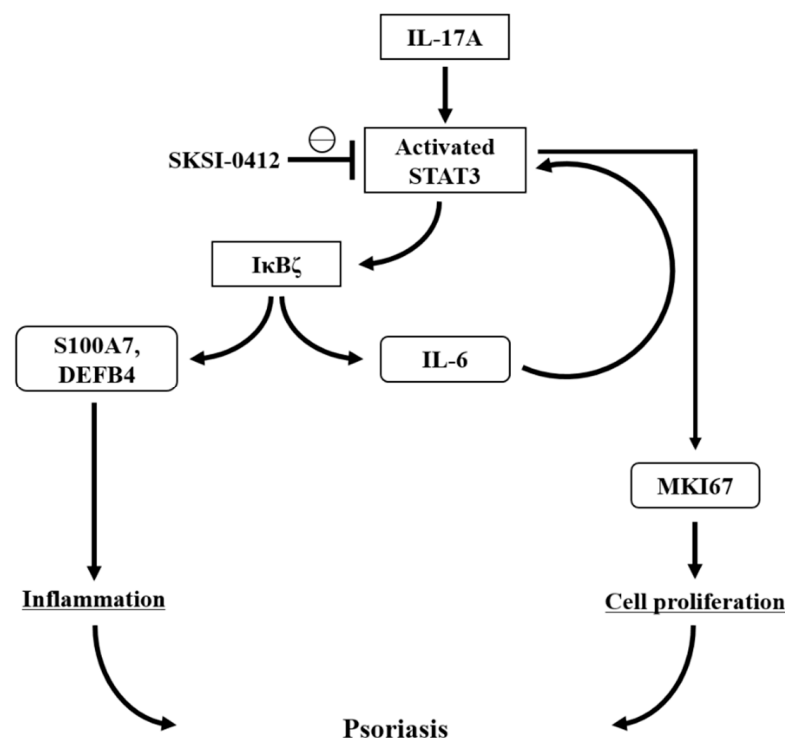 IL-17A
Activated
STAT3
SKSI-0412
IκBζ
S100A7,
DEFB4
IL-6
MKI67
Inflammation
Cell proliferation
Psoriasis